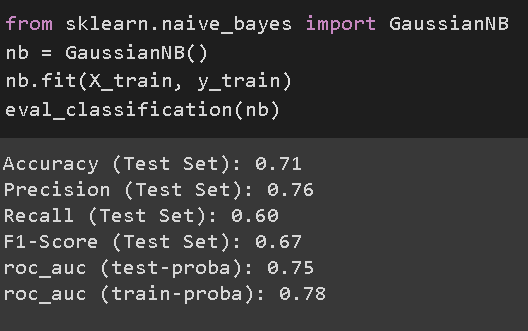 from sklearn.naive_bayes import GaussianNB
nb = GaussianNB()
nb.fit(X_train, y_train)
eval_classification(nb)
Accuracy (Test Set): 0.71
Precision (Test Set): 0.76
Recall (Test Set): 0.60
F1-Score (Test Set): 0.67
roc_auc (test-proba): 0.75
roc_auc (train-proba): 0.78